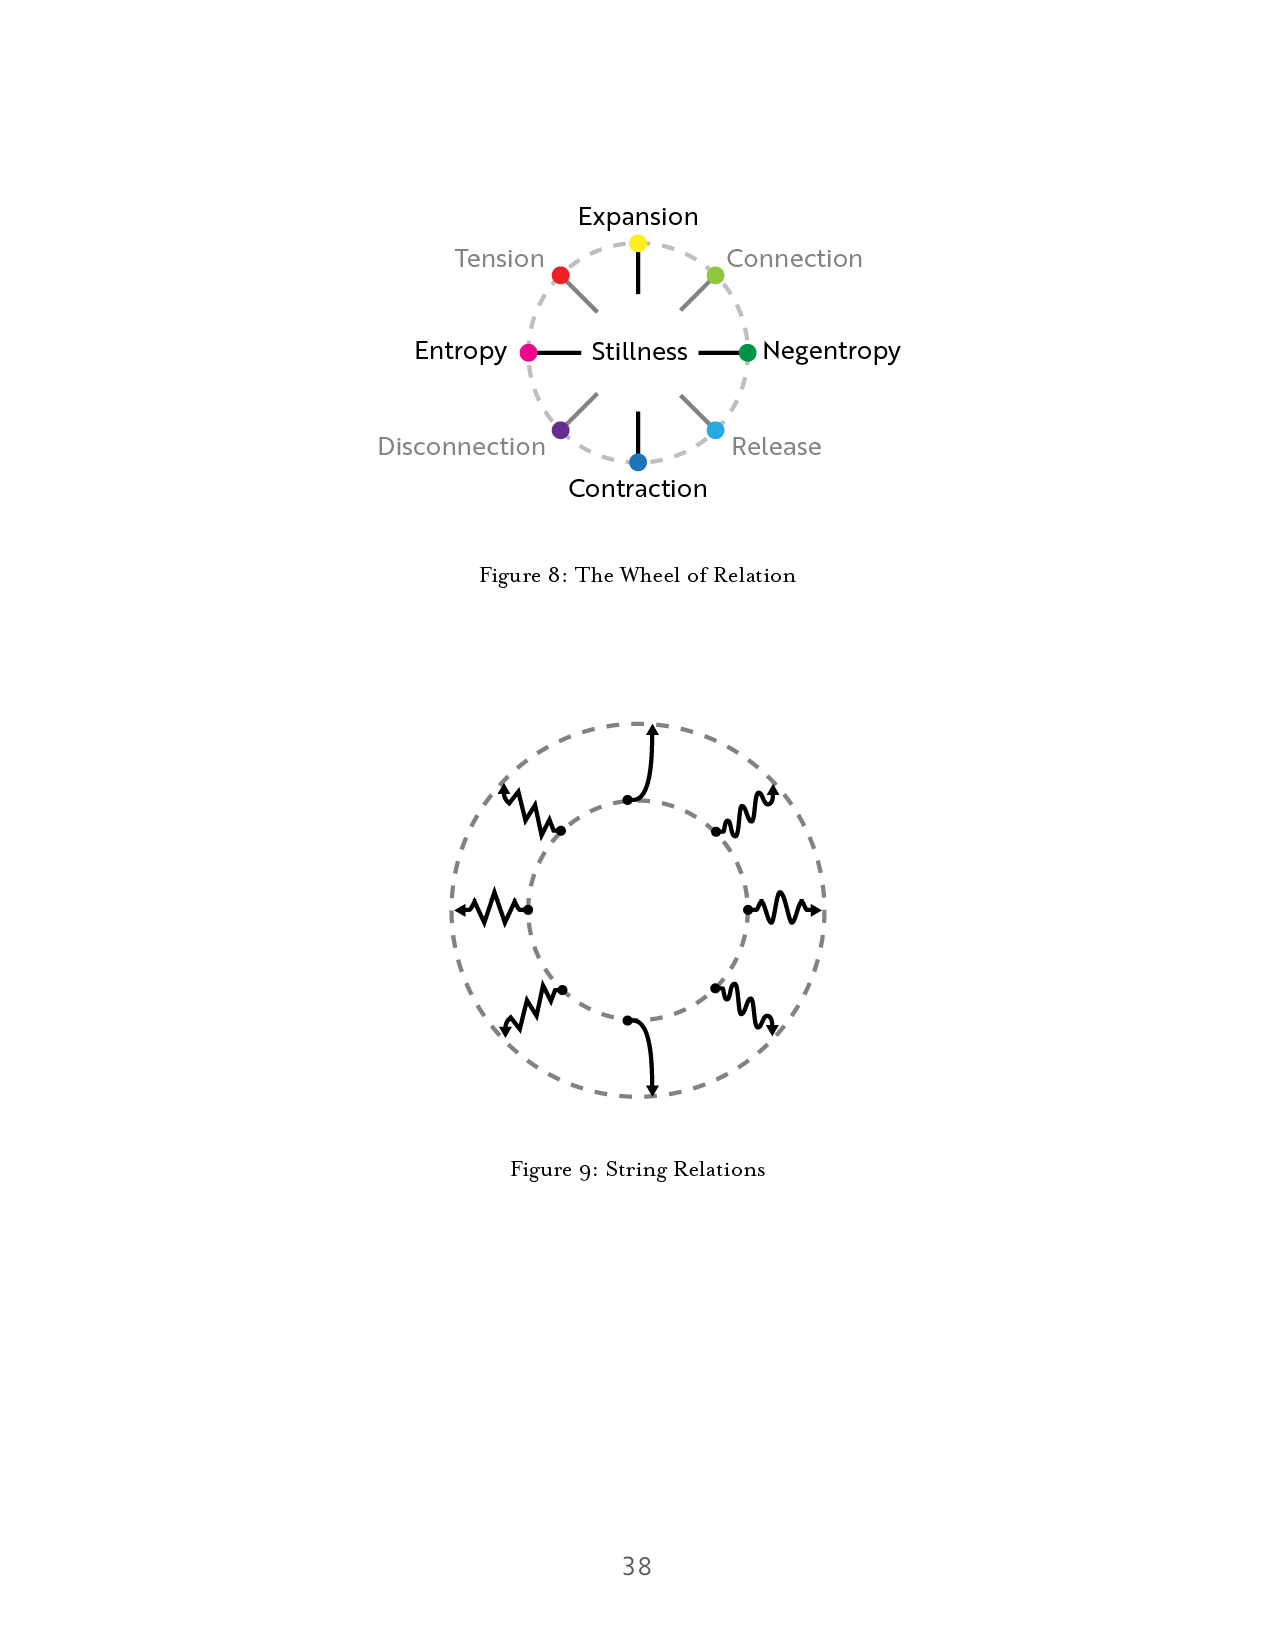 Expansion
Tension
Connection
Entropy
Stillness
Negentropy
Disconnection
Release
Contraction
Figure 8: The Wheel of Relation
Figure 9: String Relations
38